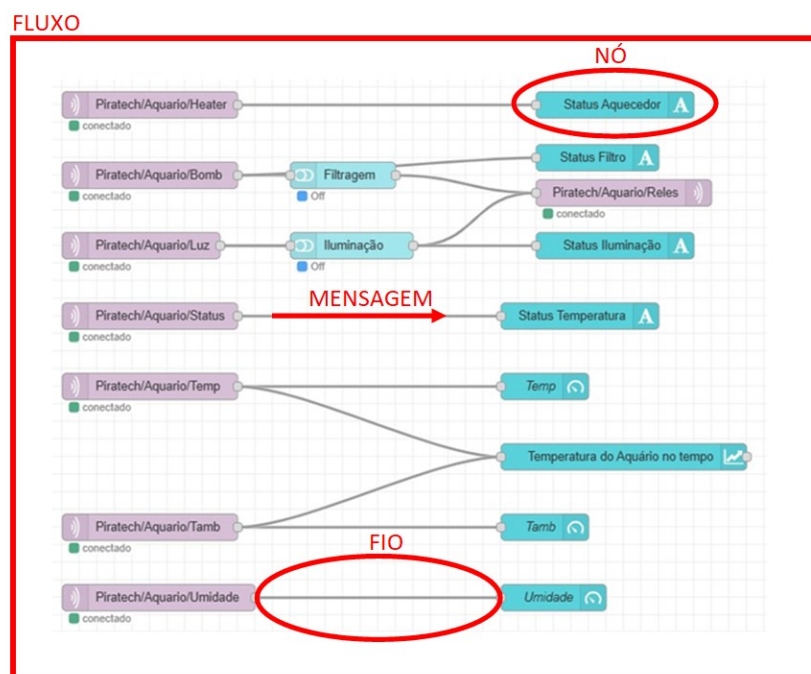 FLUXO
NÓ
Piratech/Aquario/Heater
conectado
Status Aquecedor A
Piratech/Aquario/Bomb
conectado
Filtragem
Off
Status Filtro A
Piratech/Aquario/Reles
conectado
Piratech/Aquario/Luz
conectado
Iluminação
Off
Status Iluminação A
MENSAGEM
Piratech/Aquario/Status
conectado
Status Temperatura A
Piratech/Aquario/Temp
conectado
Temp
Temperatura do Aquário no tempo
Piratech/Aquario/Tamb
conectado
Tamb
FIO
Piratech/Aquario/Umidade
conectado
Umidade